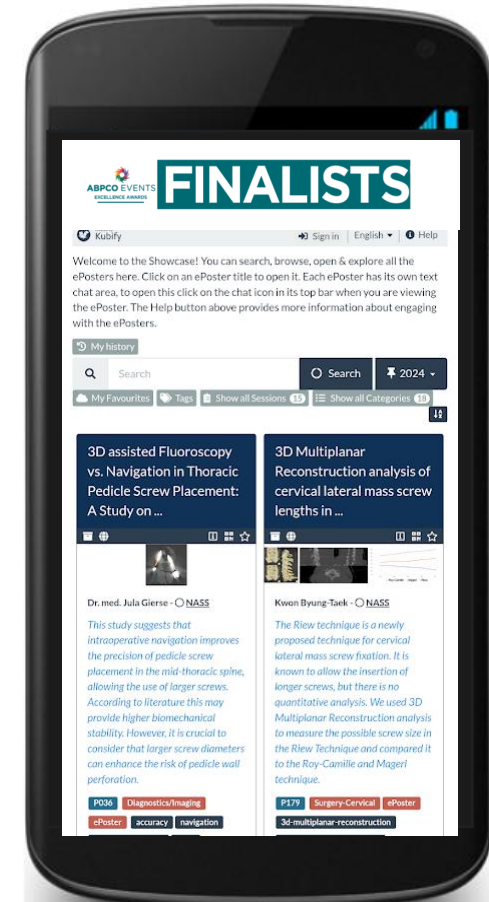 ABPCO EVENTS
EXCELLENCE AWARDS
FINALISTS
Kubify
Sign in
English
Help
Welcome to the Showcase! You can search, browse, open & explore all the
ePosters here. Click on an ePoster title to open it. Each ePoster has its own text
chat area, to open this click on the chat icon in its top bar when you are viewing
the ePoster. The Help button above provides more information about engaging
with the ePosters.
My history
Search
Search
2024
My Favourites
Tags
Show all Sessions 15
Show all Categories 18
3D assisted Fluoroscopy
vs. Navigation in Thoracic
Pedicle Screw Placement:
A Study on ...
Dr. med. Jula Gierse - NASS
This study suggests that
intraoperative navigation improves
the precision of pedicle screw
placement in the mid-thoracic spine,
allowing the use of larger screws.
According to literature this may
provide higher biomechanical
stability. However, it is crucial to
consider that larger screw diameters
can enhance the risk of pedicle wall
perforation.
P036 Diagnostics/Imaging
ePoster accuracy navigation
3D Multiplanar
Reconstruction analysis of
cervical lateral mass screw
lengths in ...
Kwon Byung-Taek - NASS
The Riew technique is a newly
proposed technique for cervical
lateral mass screw fixation. It is
known to allow the insertion of
longer screws, but there is no
quantitative analysis. We used 3D
Multiplanar Reconstruction analysis
to measure the possible screw size in
the Riew Technique and compared it
to the Roy-Camille and Magerl
technique.
P179 Surgery-Cervical ePoster
3d-multiplanar-reconstruction